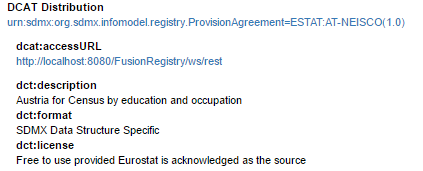 DCAT Distribution
urn:sdmx:org.sdmx.infomodel.registry.ProvisionAgreement=ESTAT:AT-NEISCO(1.0)
dcat:accessURL
http://localhost:8080/FusionRegistry/ws/rest
dct:description
Austria for Census by education and occupation
dct:format
SDMX Data Structure Specific
dct:license
Free to use provided Eurostat is acknowledged as the source